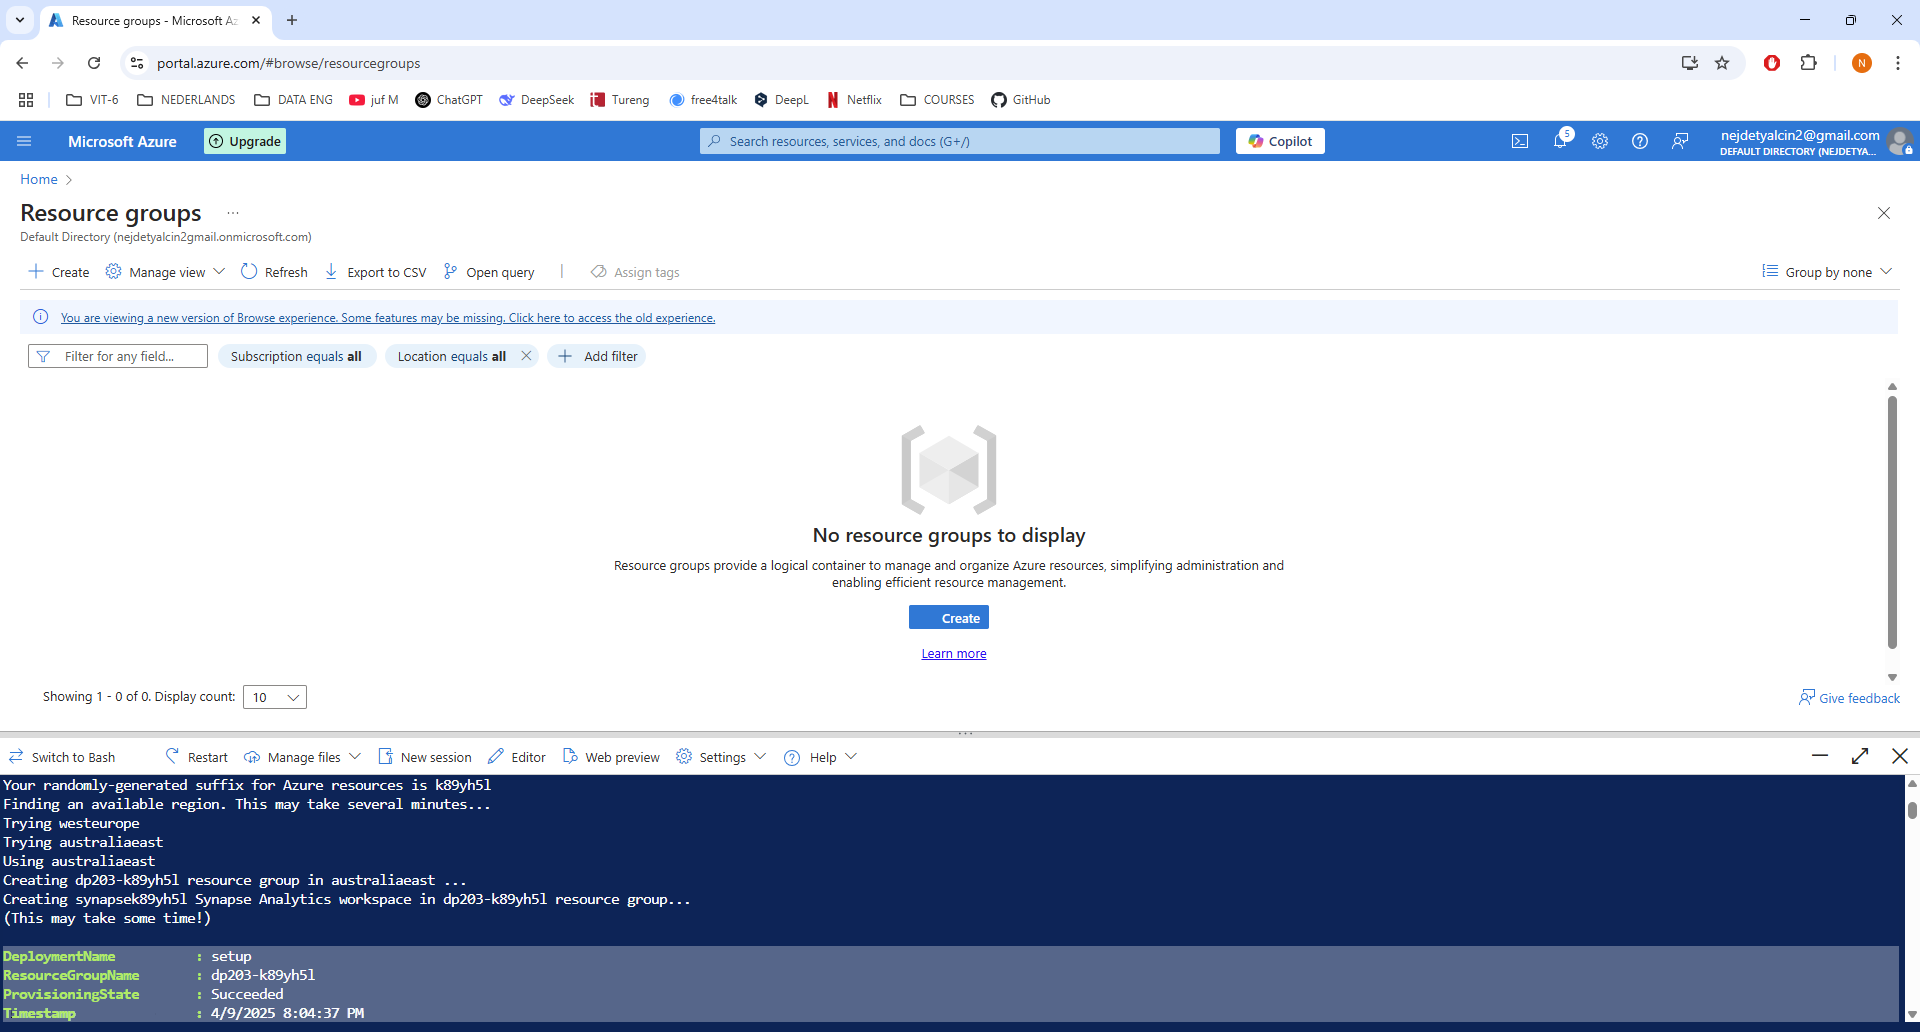 Resource groups - Microsoft Az
portal.azure.com/#browse/resourcegroups
N
VIT-6
NEDERLANDS
DATA ENG
juf M
ChatGPT
DeepSeek
Tureng
free4talk
DeepL
Netflix
COURSES
GitHub
Microsoft Azure
Upgrade
Search resources, services, and docs (G+/)
Copilot
5
nejdetyalcin2@gmail.com
DEFAULT DIRECTORY (NEJDETYA...
Home
Resource groups ...
Default Directory (nejdetyalcin2gmail.onmicrosoft.com)
Create
Manage view
Refresh
Export to CSV
Open query
Assign tags
Group by none
You are viewing a new version of Browse experience. Some features may be missing. Click here to access the old experience.
Filter for any field...
Subscription equals all
Location equals all
Add filter
No resource groups to display
Resource groups provide a logical container to manage and organize Azure resources, simplifying administration and
enabling efficient resource management.
Create
Learn more
Showing 1 - 0 of 0. Display count: 10
Give feedback
Switch to Bash
Restart
Manage files
New session
Editor
Web preview
Settings
Help
Your randomly-generated suffix for Azure resources is k89yh5l
Finding an available region. This may take several minutes...
Trying westeurope
Trying australiaeast
Using australiaeast
Creating dp203-k89yh5l resource group in australiaeast ...
Creating synapsek89yh5l Synapse Analytics workspace in dp203-k89yh5l resource group...
(This may take some time!)
DeploymentName : setup
ResourceGroupName : dp203-k89yh5l
ProvisioningState : Succeeded
Timestamp : 4/9/2025 8:04:37 PM